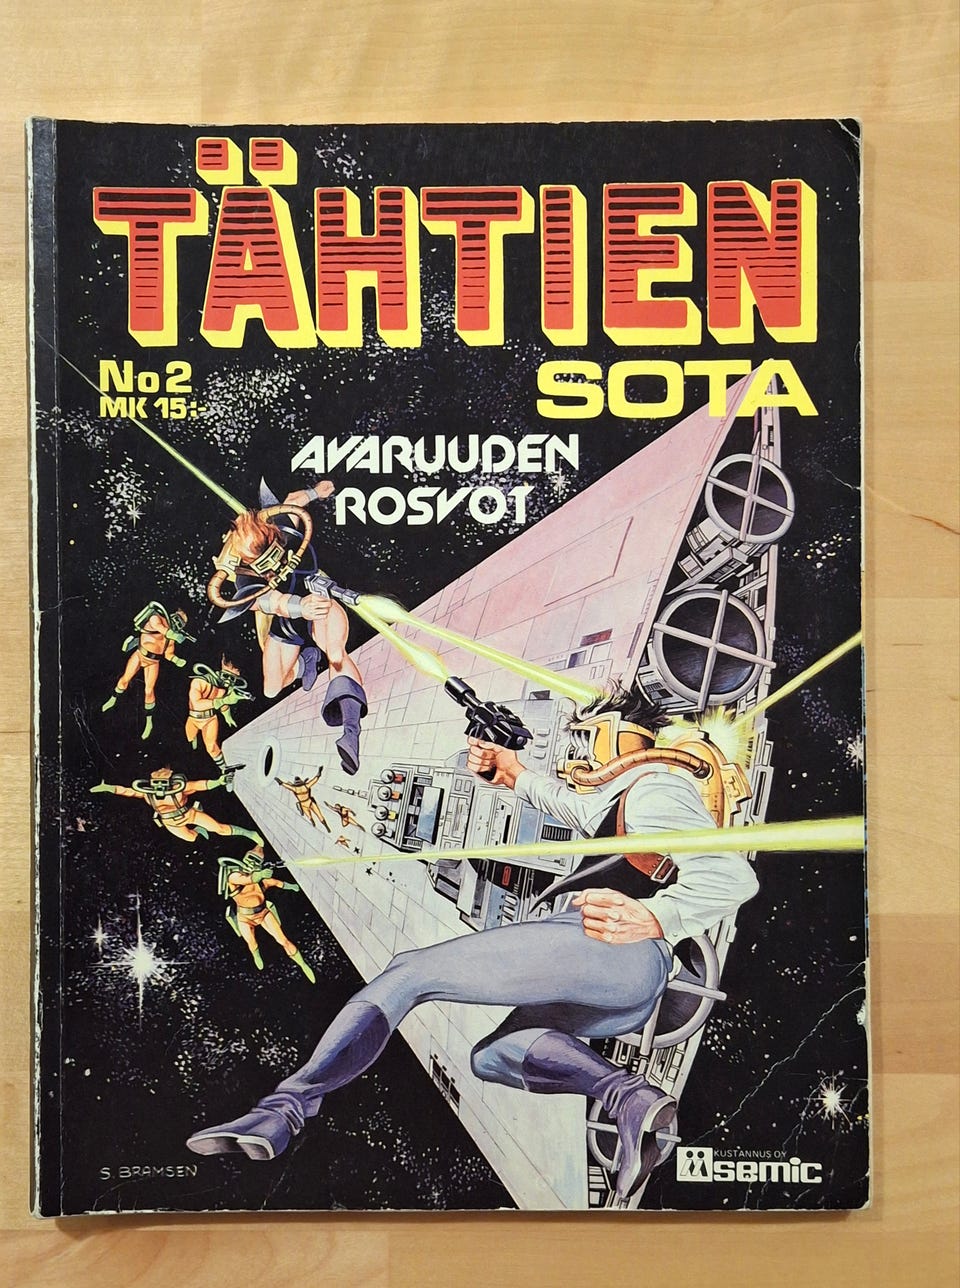 TÄHTIEN
SOTA
No 2
MK 15:-
AVARUUDEN
ROSVOT
S. BRAMSEN
KUSTANNUS OY
semic